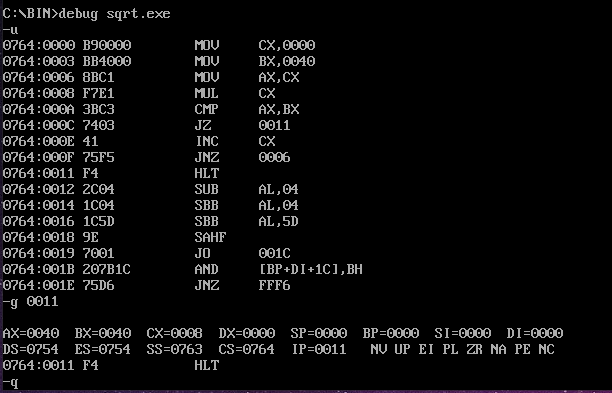 C:\BIN>debug sqrt.exe
-u
0764:0000 B90000 MOV CX,0000
0764:0003 BB4000 MOV BX,0040
0764:0006 8BC1 MOV AX,CX
0764:0008 F7E1 MUL CX
0764:000A 3BC3 CMP AX,BX
0764:000C 7403 JZ 0011
0764:000E 41 INC CX
0764:000F 75F5 JNZ 0006
0764:0011 F4 HLT
0764:0012 2C04 SUB AL,04
0764:0014 1C04 SBB AL,04
0764:0016 1C5D SBB AL,5D
0764:0018 9E SAHF
0764:0019 7001 JO 001C
0764:001B 207B1C AND [BP+DI+1C],BH
0764:001E 75D6 JNZ FFF6
-g 0011
AX=0040 BX=0040 CX=0008 DX=0000 SP=0000 BP=0000 SI=0000 DI=0000
DS=0754 ES=0754 SS=0763 CS=0764 IP=0011 NV UP EI PL ZR NA PE NC
0764:0011 F4 HLT
-q